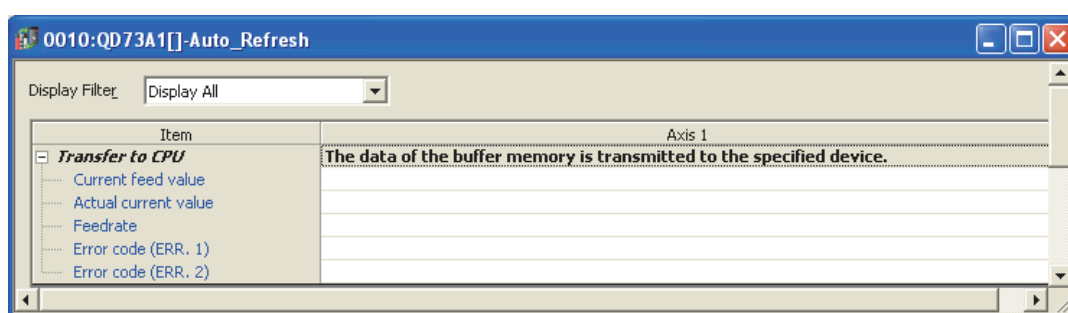 0010:QD73A1[]-Auto_Refresh
Display Filter Display All
Item Axis 1
Transfer to CPU The data of the buffer memory is transmitted to the specified device.
Current feed value
Actual current value
Feedrate
Error code (ERR. 1)
Error code (ERR. 2)